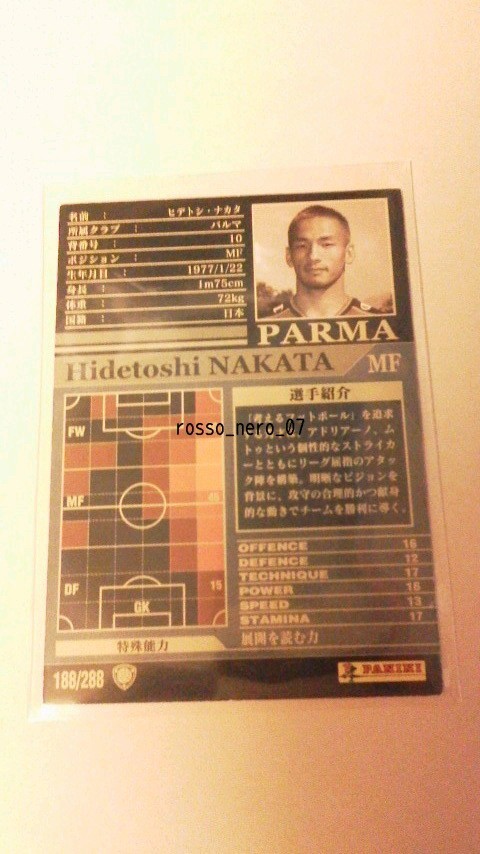 名前 : ヒデトシ・ナカタ
所属クラブ : パルマ
背番号 : 10
ポジション : MF
生年月日 : 1977/1/22
身長 : 1m75cm
体重 : 72kg
国籍 : 日本
PARMA
Hidetoshi NAKATA MF
選手紹介
「考えるフットボール」を追求
アドリアーノ、ム
トゥという個性的なストライカ
ーとともにリーグ屈指のアタッ
ク陣を構築。明晰なビジョンを
背景に、攻守の合理的かつ献身
的な動きでチームを勝利に導く。
rosso_nero_07
FW
MF 45
DF 15
GK
OFFENCE 16
DEFENCE 12
TECHNIQUE 17
POWER 16
SPEED 13
STAMINA 17
特殊能力 展開を読む力
188/288
PANINI